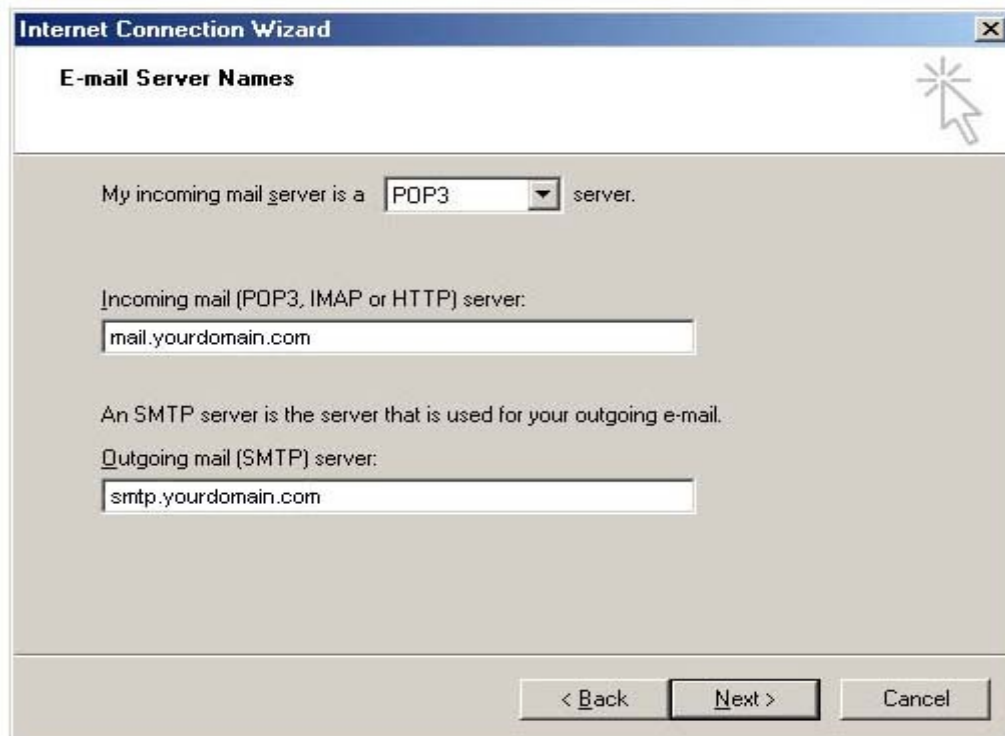 Internet Connection Wizard
E-mail Server Names
My incoming mail server is a POP3 server.
Incoming mail (POP3, IMAP or HTTP) server:
mail.yourdomain.com
An SMTP server is the server that is used for your outgoing e-mail.
Outgoing mail (SMTP) server:
smtp.yourdomain.com
< Back Next > Cancel